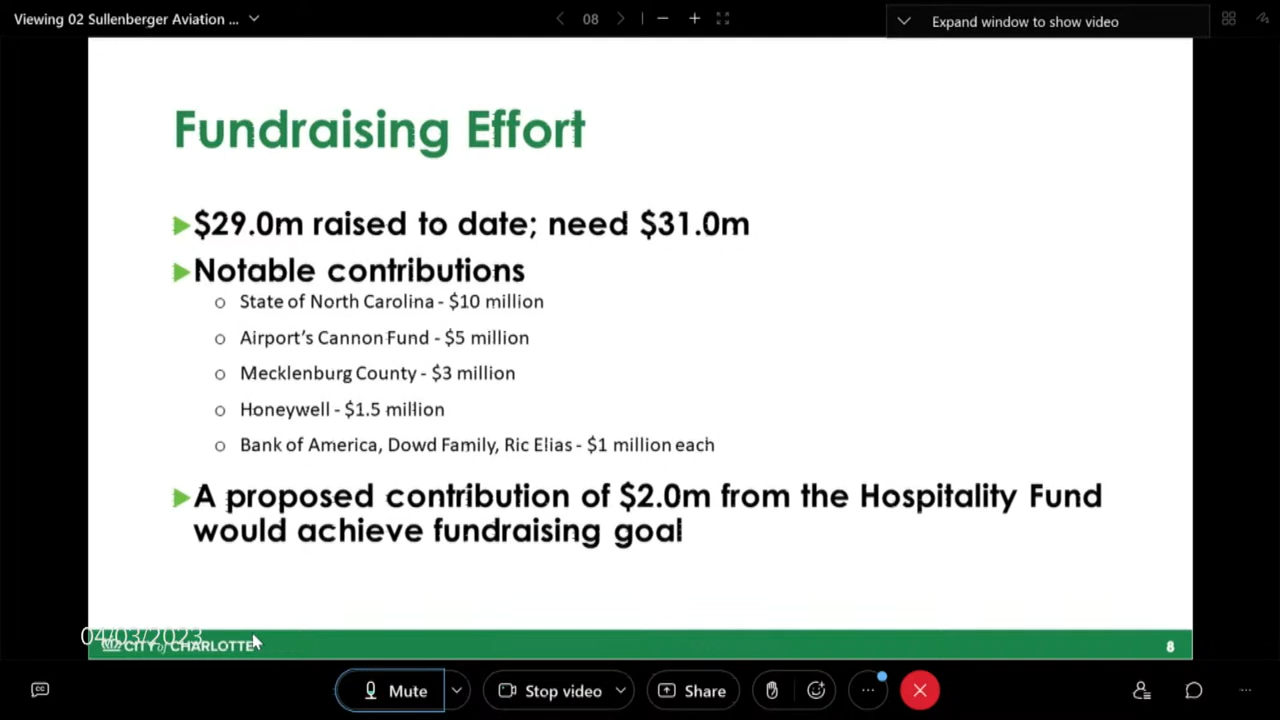 Viewing 02 Sullenberger Aviation ...
08
Expand window to show video
Fundraising Effort
$29.0m raised to date; need $31.0m
Notable contributions
State of North Carolina - $10 million
Airport's Cannon Fund - $5 million
Mecklenburg County - $3 million
Honeywell - $1.5 million
Bank of America, Dowd Family, Ric Elias - $1 million each
A proposed contribution of $2.0m from the Hospitality Fund
would achieve fundraising goal
04/03/2023
CITY of CHARLOTTE
8
CC
Mute
Stop video
Share